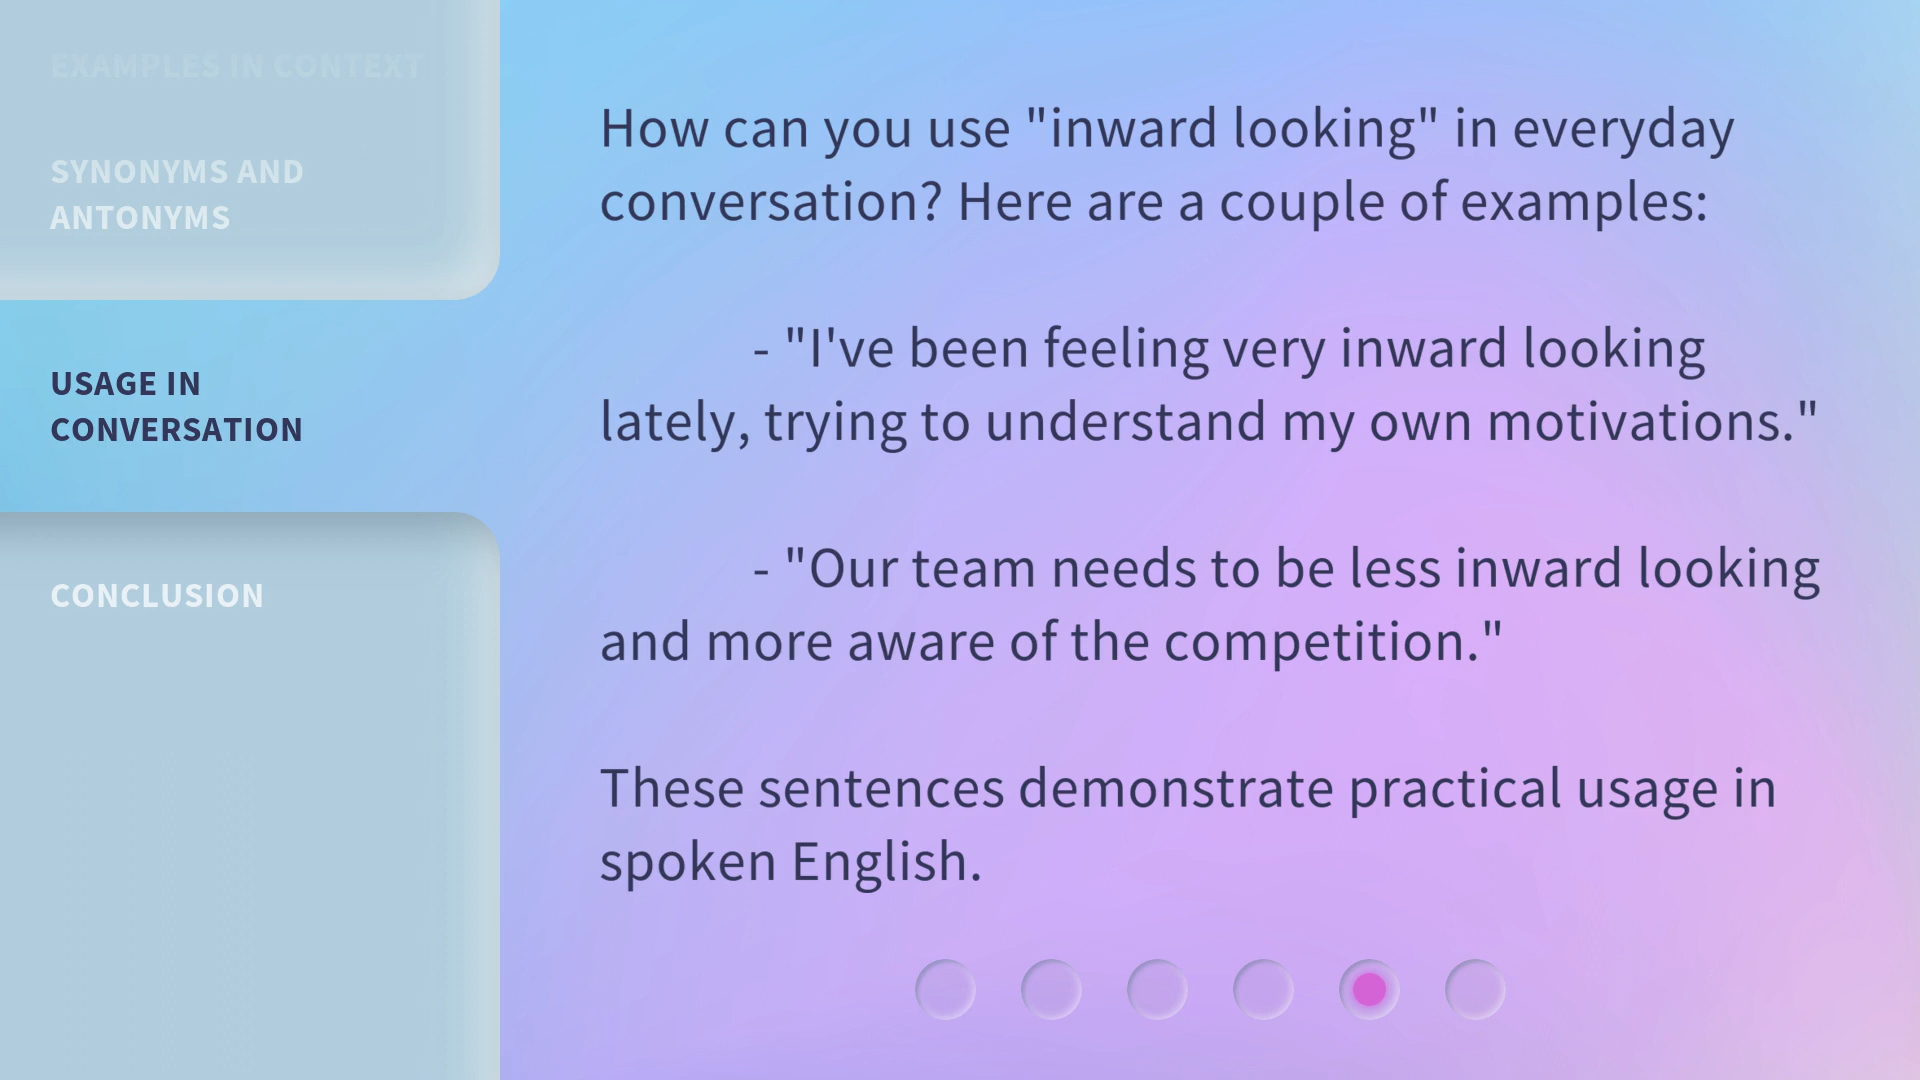 EXAMPLES IN CONTEXT
SYNONYMS AND
ANTONYMS
USAGE IN
CONVERSATION
CONCLUSION
How can you use "inward looking" in everyday
conversation? Here are a couple of examples:
- "I've been feeling very inward looking
lately, trying to understand my own motivations."
- "Our team needs to be less inward looking
and more aware of the competition."
These sentences demonstrate practical usage in
spoken English.